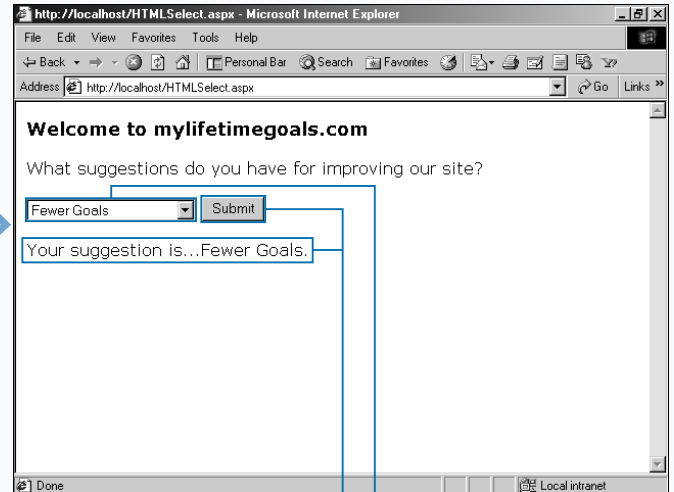 http://localhost/HTMLSelect.aspx - Microsoft Internet Explorer
File Edit View Favorites Tools Help
Back Personal Bar Search Favorites
Address http://localhost/HTMLSelect.aspx Go Links »
Welcome to mylifetimegoals.com
What suggestions do you have for improving our site?
Fewer Goals Submit
Your suggestion is...Fewer Goals.
Done Local intranet